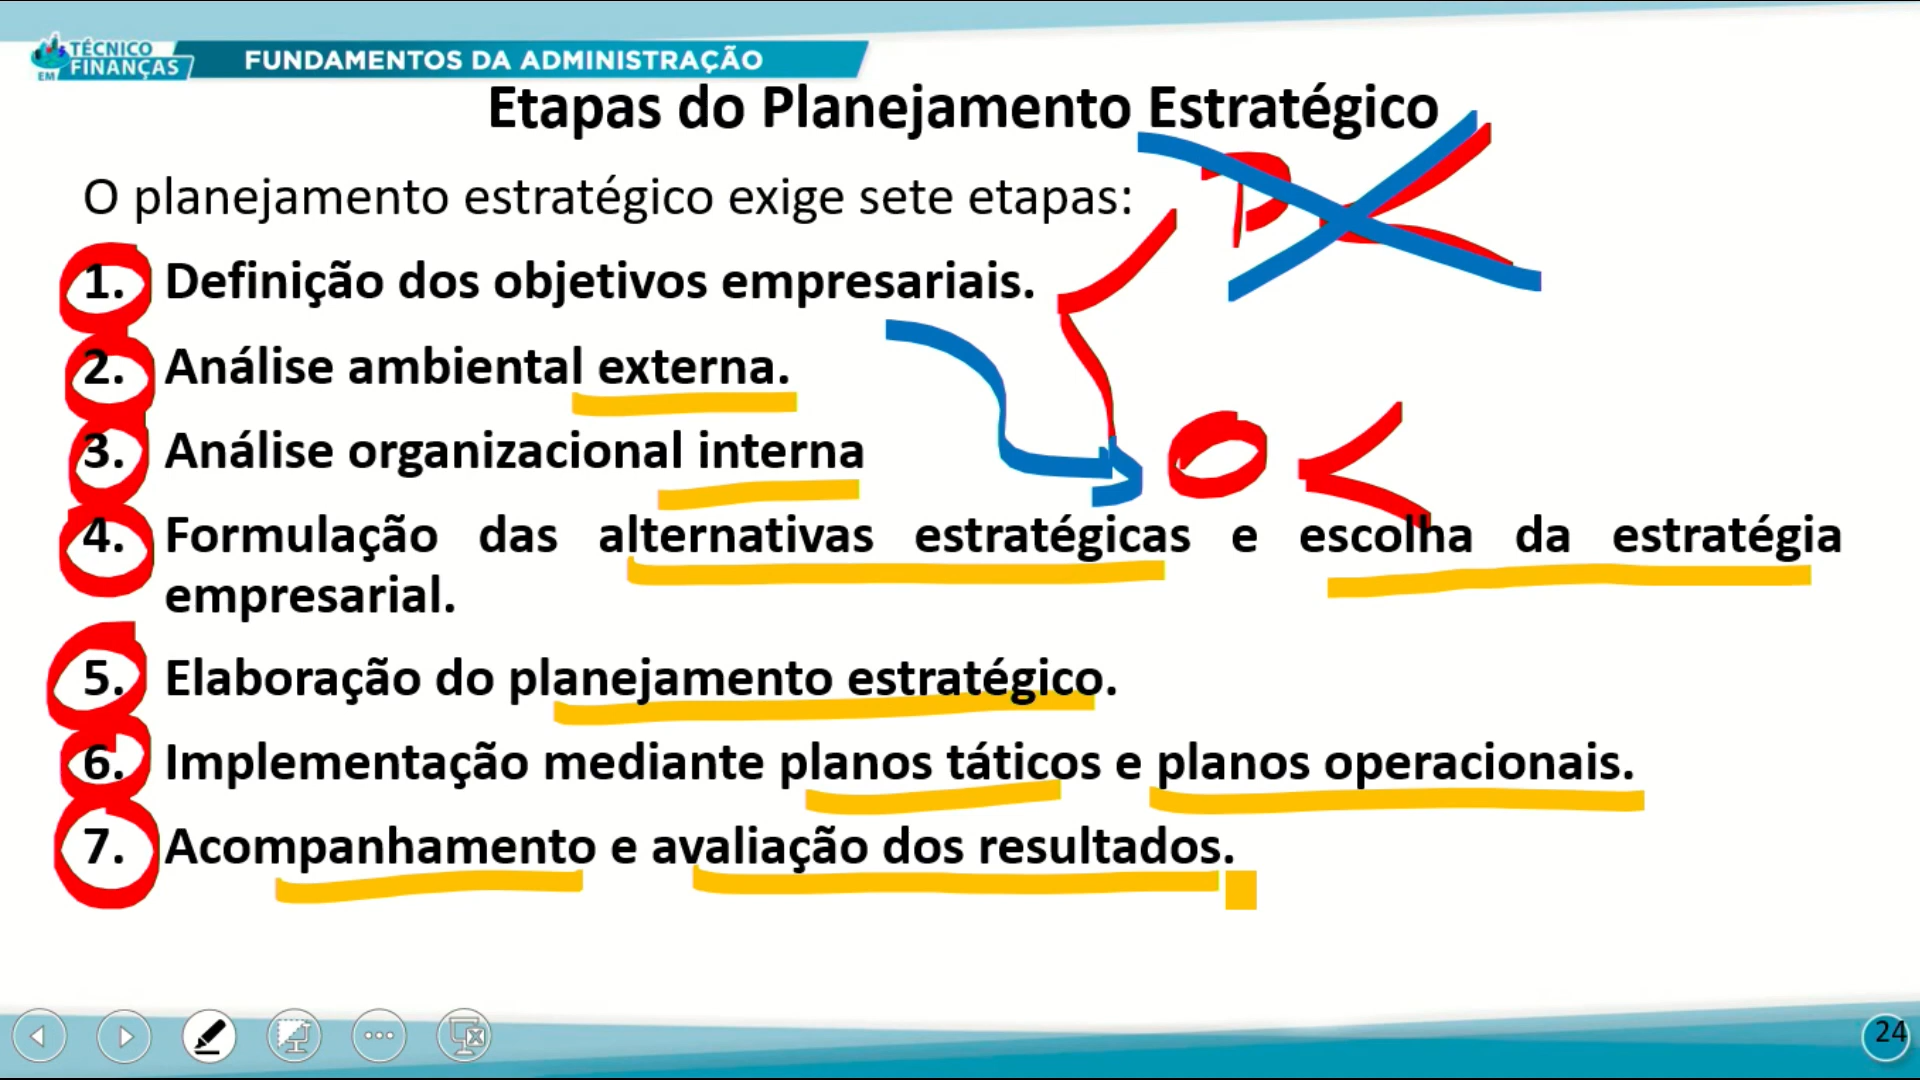 TÉCNICO
EM FINANÇAS
FUNDAMENTOS DA ADMINISTRAÇÃO
Etapas do Planejamento Estratégico
O planejamento estratégico exige sete etapas:
1. Definição dos objetivos empresariais.
2. Análise ambiental externa.
3. Análise organizacional interna
4. Formulação das alternativas estratégicas e escolha da estratégia
empresarial.
5. Elaboração do planejamento estratégico.
6. Implementação mediante planos táticos e planos operacionais.
7. Acompanhamento e avaliação dos resultados.
24